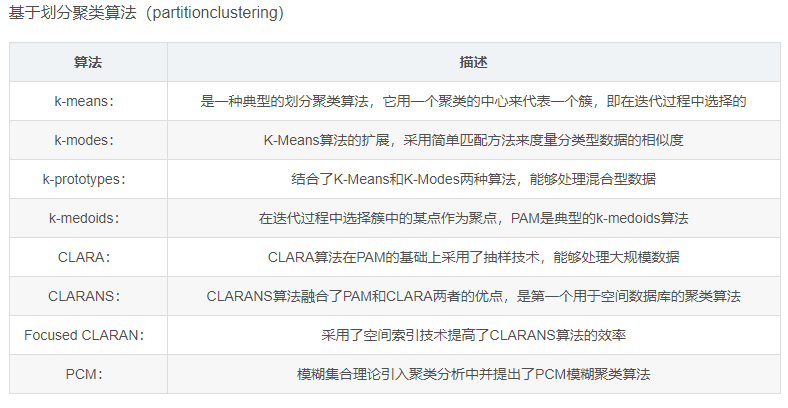 基于划分聚类算法（partitionclustering）
算法 描述
k-means： 是一种典型的划分聚类算法，它用一个聚类的中心来代表一个簇，即在迭代过程中选择的
k-modes： K-Means算法的扩展，采用简单匹配方法来度量分类型数据的相似度
k-prototypes： 结合了K-Means和K-Modes两种算法，能够处理混合型数据
k-medoids： 在迭代过程中选择簇中的某点作为聚点，PAM是典型的k-medoids算法
CLARA： CLARA算法在PAM的基础上采用了抽样技术，能够处理大规模数据
CLARANS： CLARANS算法融合了PAM和CLARA两者的优点，是第一个用于空间数据库的聚类算法
Focused CLARAN： 采用了空间索引技术提高了CLARANS算法的效率
PCM： 模糊集合理论引入聚类分析中并提出了PCM模糊聚类算法